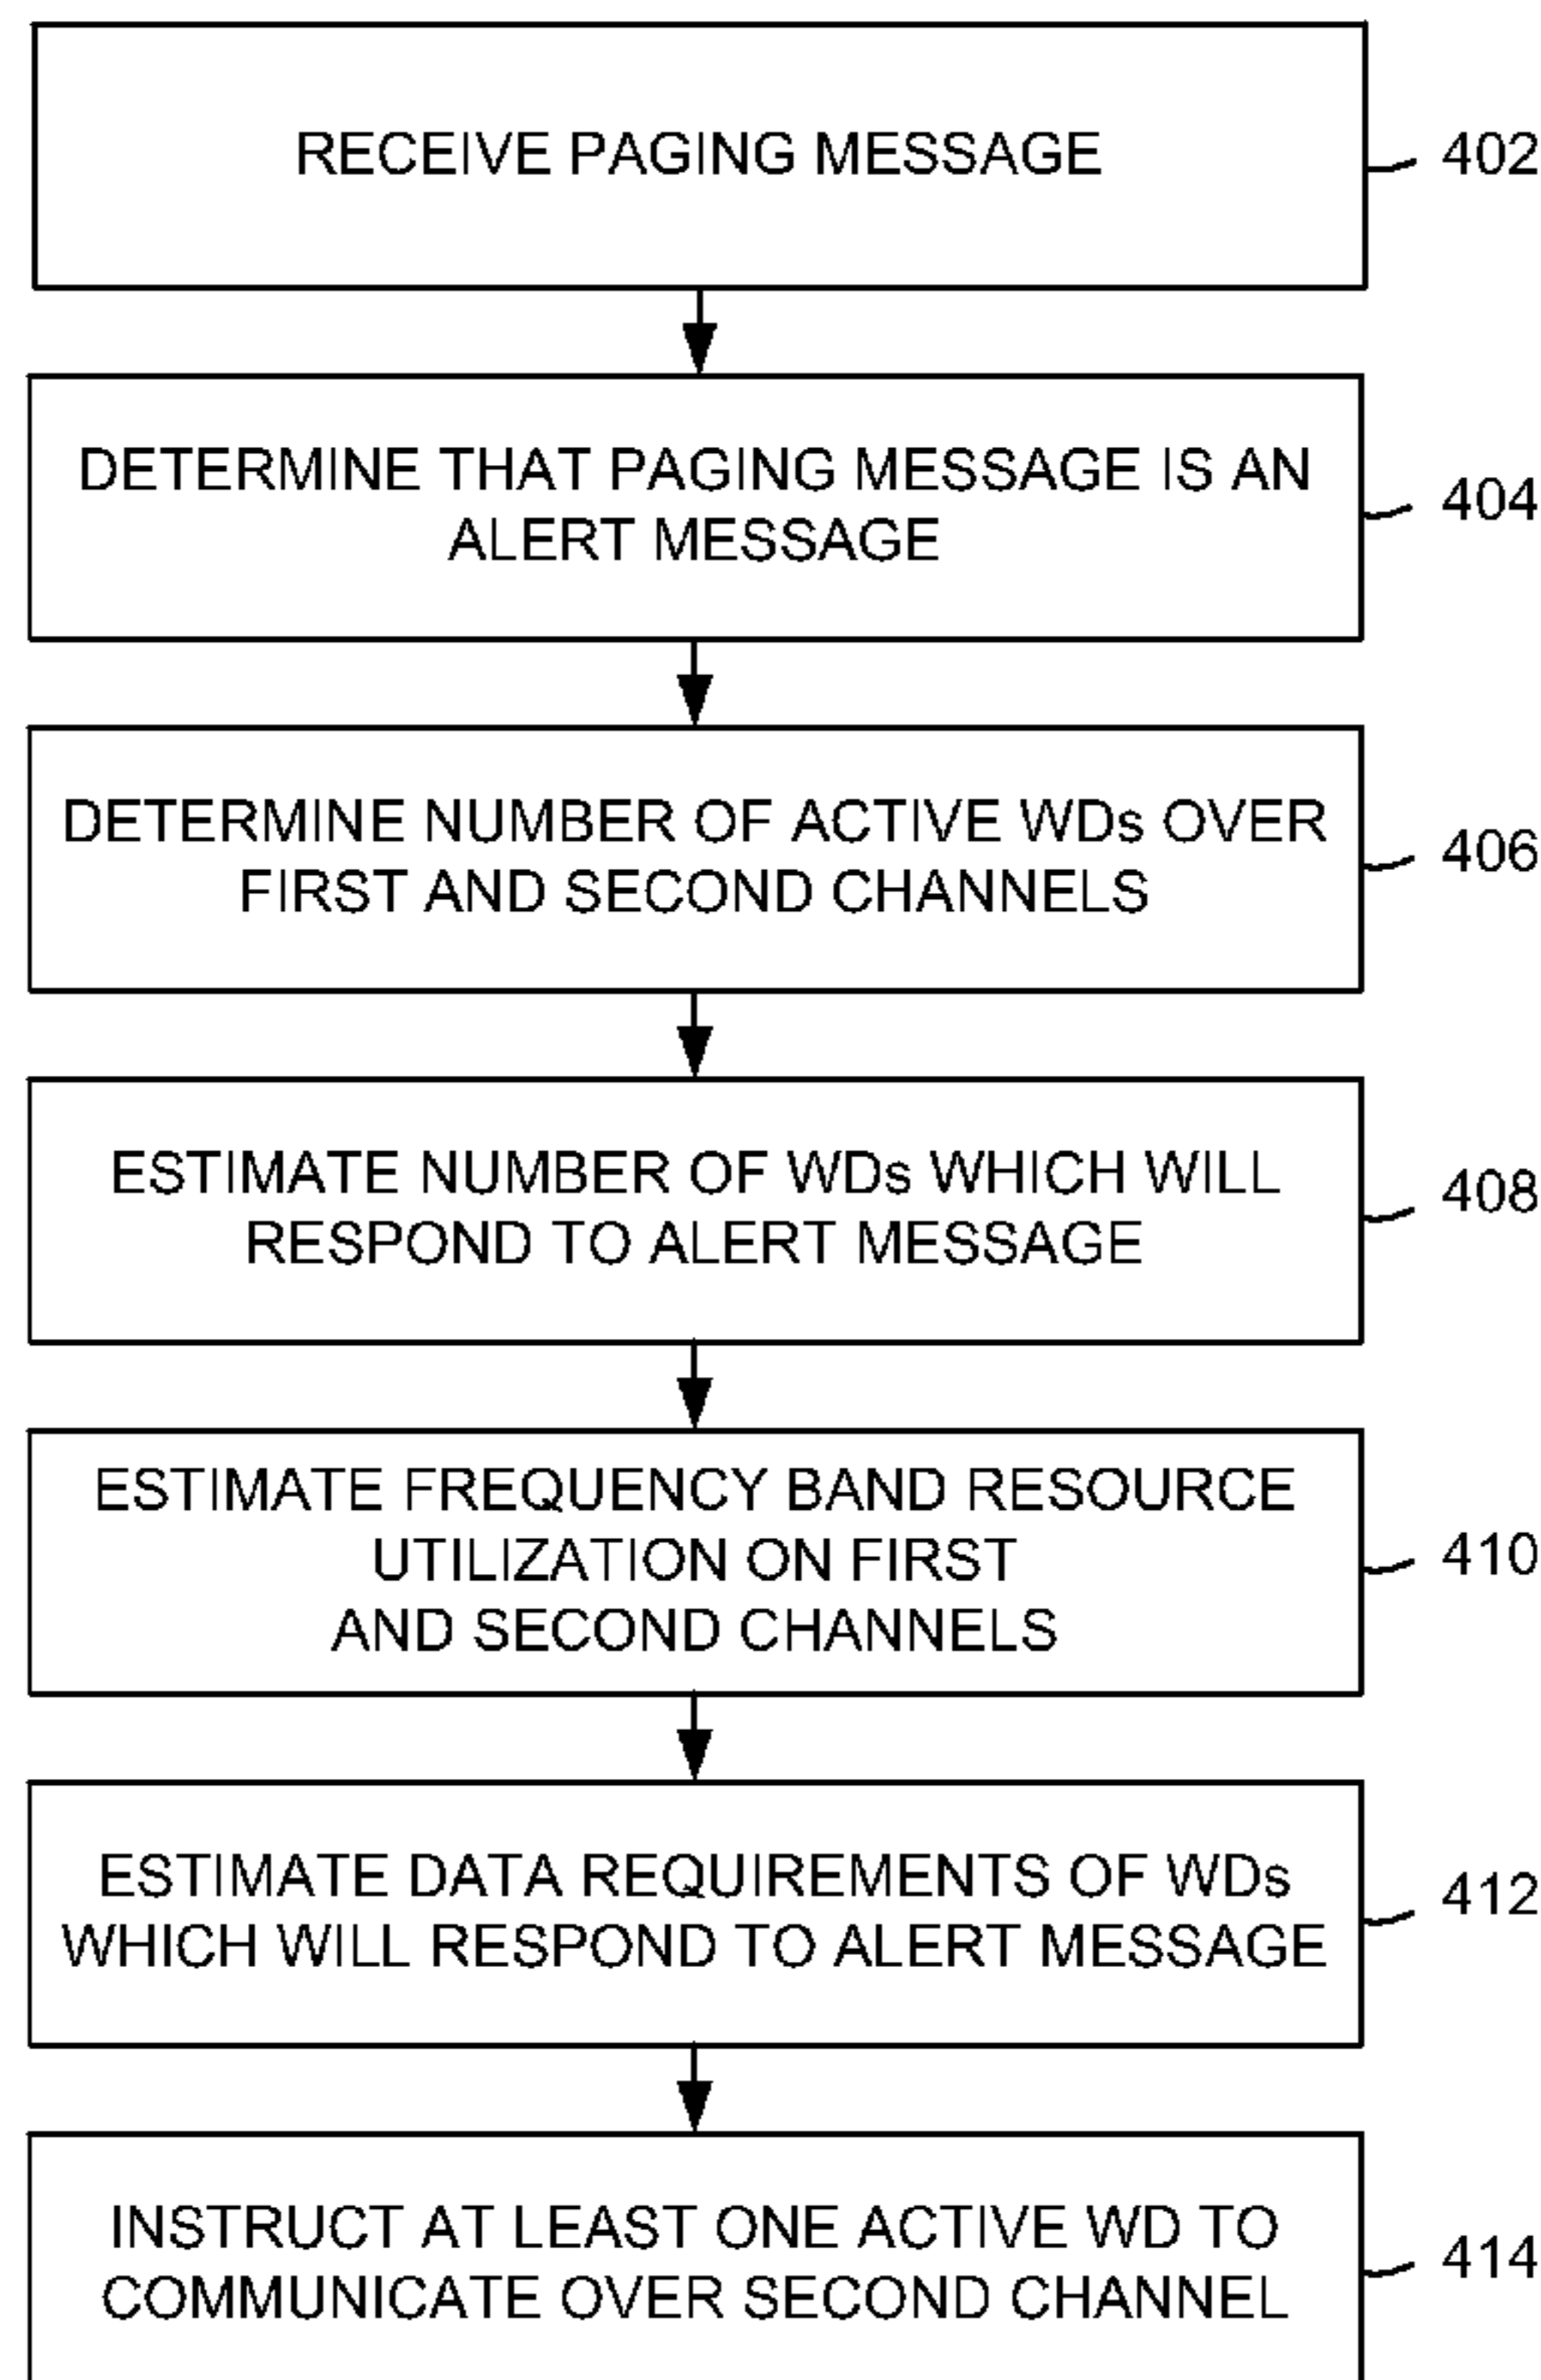 RECEIVE PAGING MESSAGE
402
DETERMINE THAT PAGING MESSAGE IS AN
ALERT MESSAGE
404
DETERMINE NUMBER OF ACTIVE WDs OVER
FIRST AND SECOND CHANNELS
406
ESTIMATE NUMBER OF WDs WHICH WILL
RESPOND TO ALERT MESSAGE
408
ESTIMATE FREQUENCY BAND RESOURCE
UTILIZATION ON FIRST
AND SECOND CHANNELS
410
ESTIMATE DATA REQUIREMENTS OF WDs
WHICH WILL RESPOND TO ALERT MESSAGE
412
INSTRUCT AT LEAST ONE ACTIVE WD TO
COMMUNICATE OVER SECOND CHANNEL
414